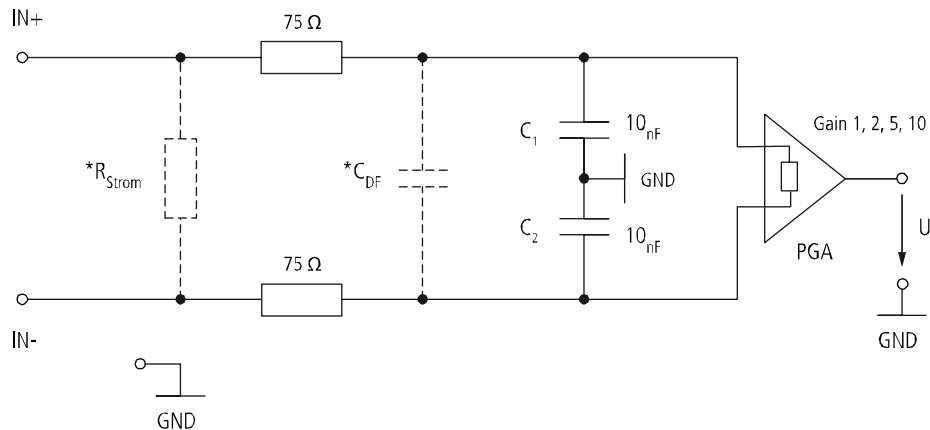 IN+
75 Ω
*R_Strom
*C_DF
C_1
10_nF
GND
C_2
10_nF
Gain 1, 2, 5, 10
PGA
U
GND
75 Ω
IN-
GND